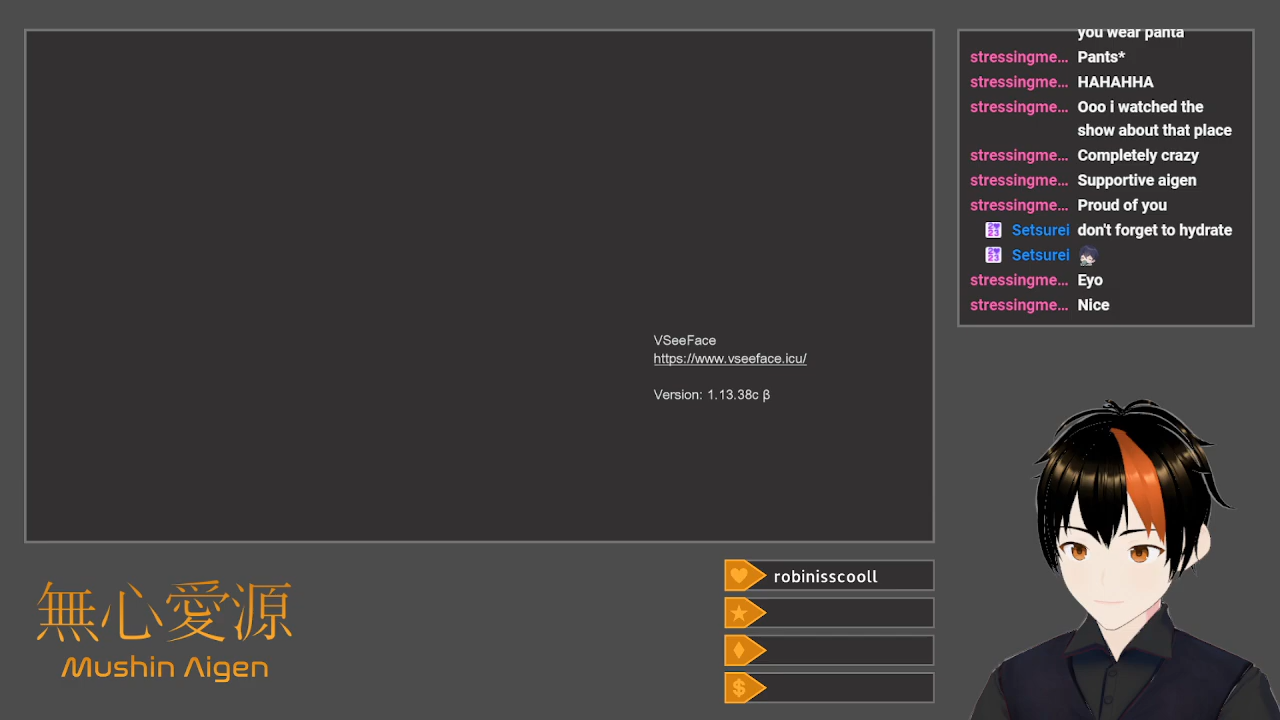 you wear panta
stressingme... Pants*
stressingme... HAHAHHA
stressingme... Ooo i watched the
show about that place
stressingme... Completely crazy
stressingme... Supportive aigen
stressingme... Proud of you
Setsurei don't forget to hydrate
Setsurei
stressingme... Eyo
stressingme... Nice
VSeeFace
https://www.vseeface.icu/
Version: 1.13.38c β
robinisscooll
$
無心愛源
Mushin Aigen